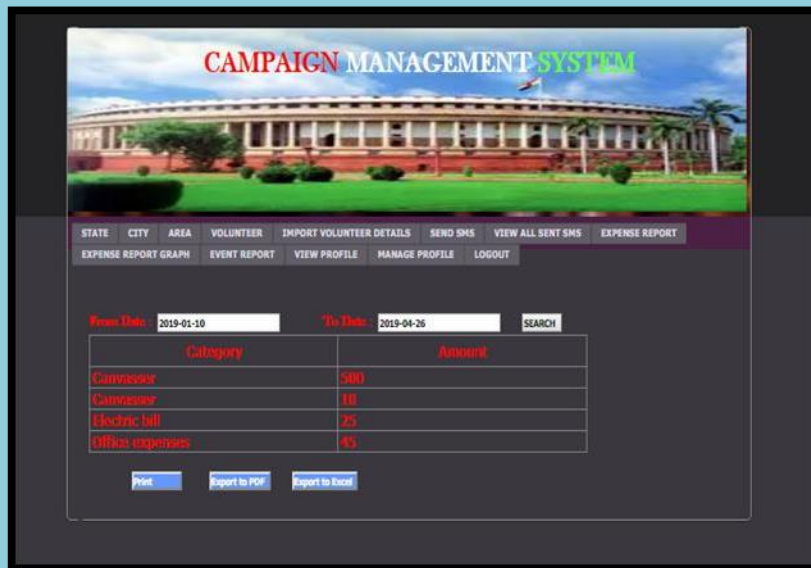 CAMPAIGN MANAGEMENT SYSTEM
STATE CITY AREA VOLUNTEER IMPORT VOLUNTEER DETAILS SEND SMS VIEW ALL SENT SMS EXPENSE REPORT
EXPENSE REPORT GRAPH EVENT REPORT VIEW PROFILE MANAGE PROFILE LOGOUT
From Date : 2019-01-10 To Date : 2019-04-26 SEARCH
Category Amount
Canvasser 500
Canvasser 10
Electric bill 25
Office expenses 45
Print Export to PDF Export to Excel